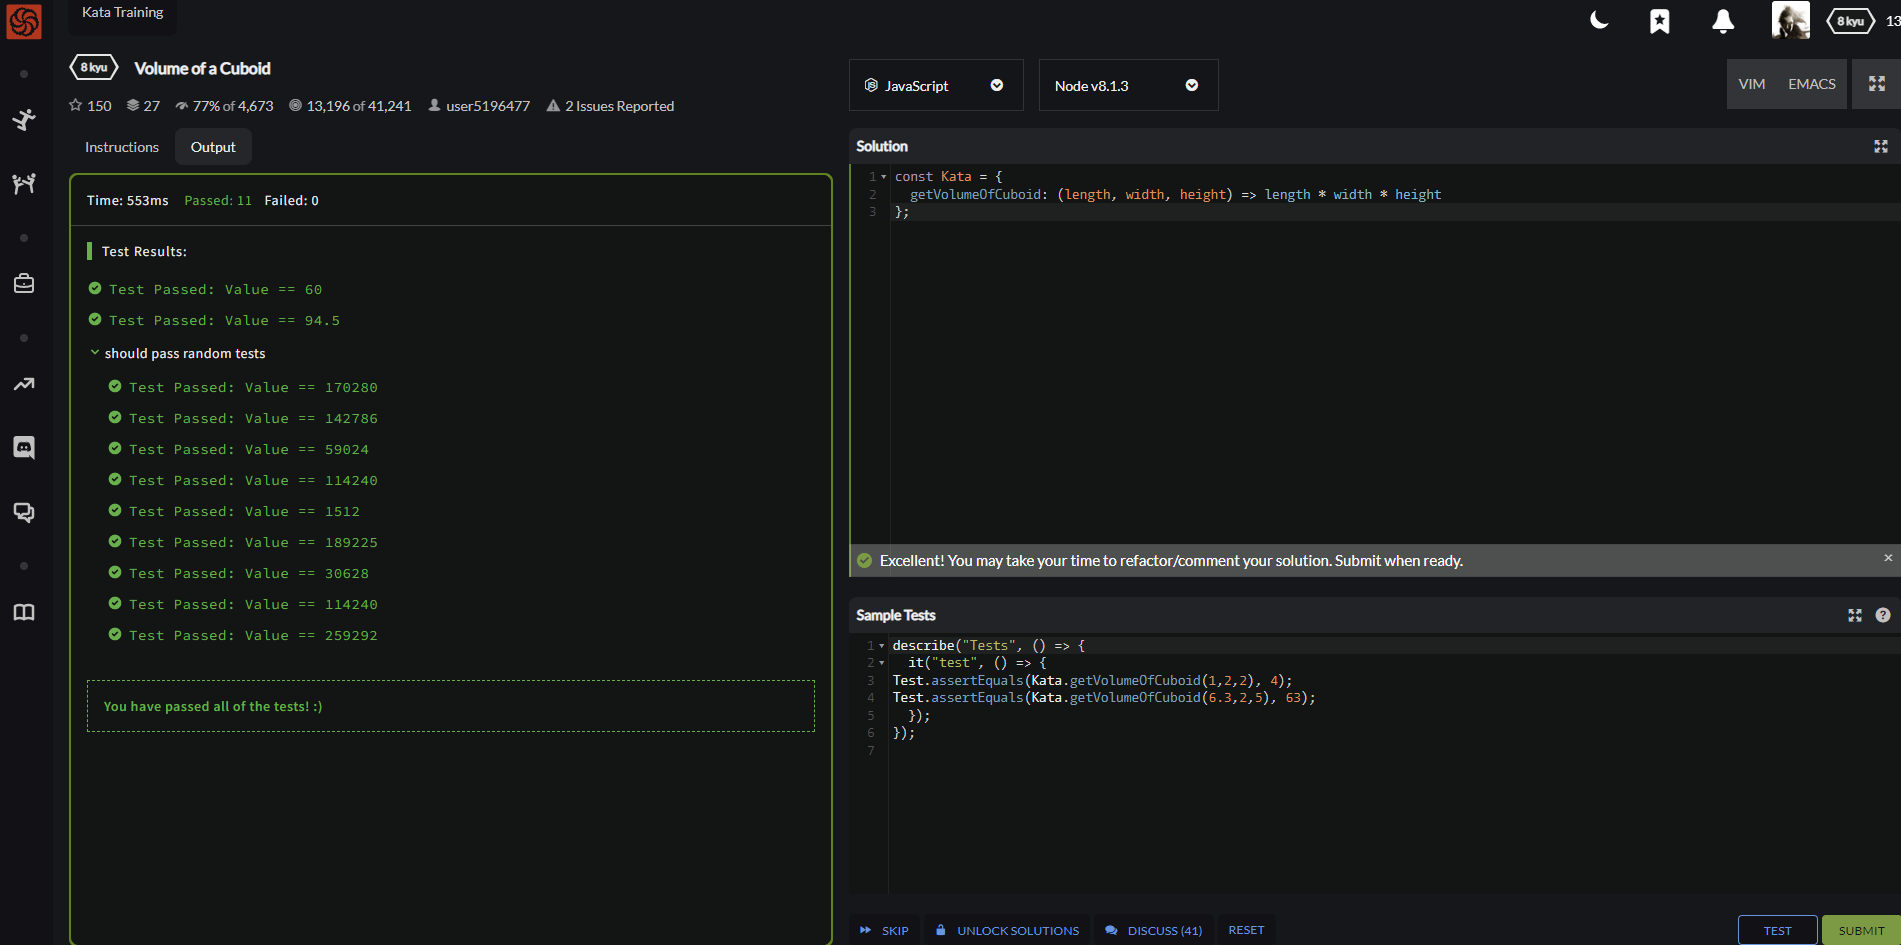 Kata Training
8 kyu
13
8 kyu
Volume of a Cuboid
150 27 77% of 4,673 13,196 of 41,241 user5196477 2 Issues Reported
Instructions
Output
Time: 553ms Passed: 11 Failed: 0
Test Results:
Test Passed: Value == 60
Test Passed: Value == 94.5
should pass random tests
Test Passed: Value == 170280
Test Passed: Value == 142786
Test Passed: Value == 59024
Test Passed: Value == 114240
Test Passed: Value == 1512
Test Passed: Value == 189225
Test Passed: Value == 30628
Test Passed: Value == 114240
Test Passed: Value == 259292
You have passed all of the tests! :)
JavaScript
Node v8.1.3
VIM EMACS
Solution
1 const Kata = {
2 getVolumeOfCuboid: (length, width, height) => length * width * height
3 };
Excellent! You may take your time to refactor/comment your solution. Submit when ready. ×
Sample Tests
?
1 describe("Tests", () => {
2 it("test", () => {
3 Test.assertEquals(Kata.getVolumeOfCuboid(1,2,2), 4);
4 Test.assertEquals(Kata.getVolumeOfCuboid(6.3,2,5), 63);
5 });
6 });
7
SKIP
UNLOCK SOLUTIONS
DISCUSS (41)
RESET
TEST
SUBMIT